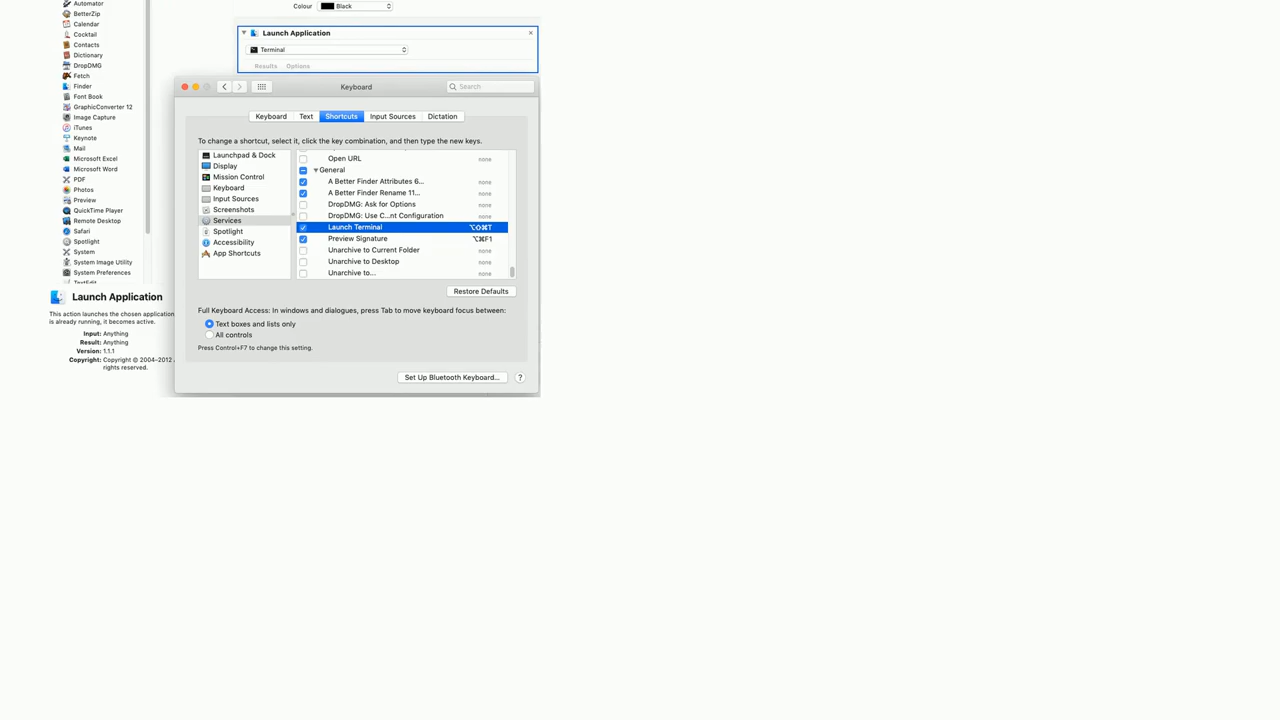 Automator
BetterZip
Calendar
Cocktail
Contacts
Dictionary
DropDMG
Fetch
Finder
Font Book
GraphicConverter 12
Image Capture
iTunes
Keynote
Mail
Microsoft Excel
Microsoft Word
PDF
Photos
Preview
QuickTime Player
Remote Desktop
Safari
Spotlight
System
System Image Utility
System Preferences
TextEdit
Launch Application
This action launches the chosen application
is already running, it becomes active.
Input: Anything
Result: Anything
Version: 1.1.1
Copyright: Copyright © 2004–2012
rights reserved.
Colour Black
Launch Application
Terminal
Results Options
Keyboard
Search
Keyboard Text Shortcuts Input Sources Dictation
To change a shortcut, select it, click the key combination, and then type the new keys.
Launchpad & Dock
Display
Mission Control
Keyboard
Input Sources
Screenshots
Services
Spotlight
Accessibility
App Shortcuts
Open URL none
General
A Better Finder Attributes 6...
A Better Finder Rename 11...
DropDMG: Ask for Options none
DropDMG: Use C...nt Configuration none
Launch Terminal ⌥⇧⌘T
Preview Signature ⌥⌘F1
Unarchive to Current Folder none
Unarchive to Desktop none
Unarchive to... none
Restore Defaults
Full Keyboard Access: In windows and dialogues, press Tab to move keyboard focus between:
Text boxes and lists only
All controls
Press Control+F7 to change this setting.
Set Up Bluetooth Keyboard... ?